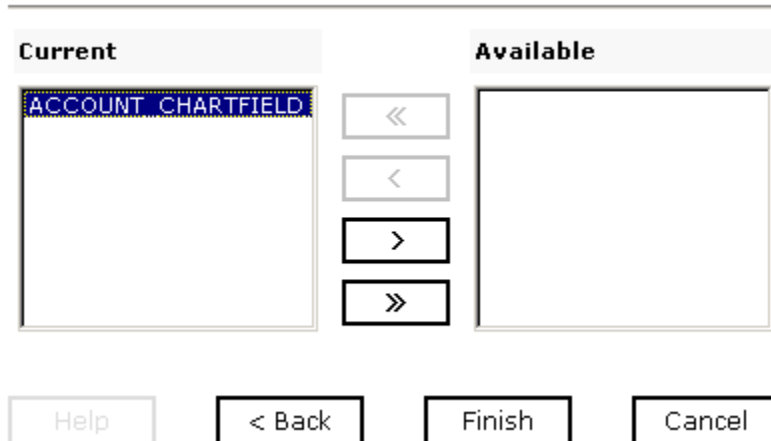 Current
Available
ACCOUNT_CHARTFIELD
«
<
>
»
Help
< Back
Finish
Cancel